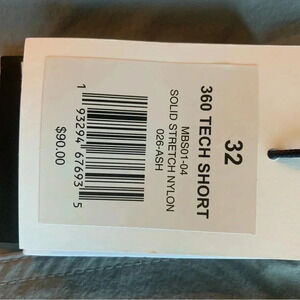 32
360 TECH SHORT
MBS01-04
SOLID STRETCH NYLON
026-ASH
1 93294 67693 5
$90.00